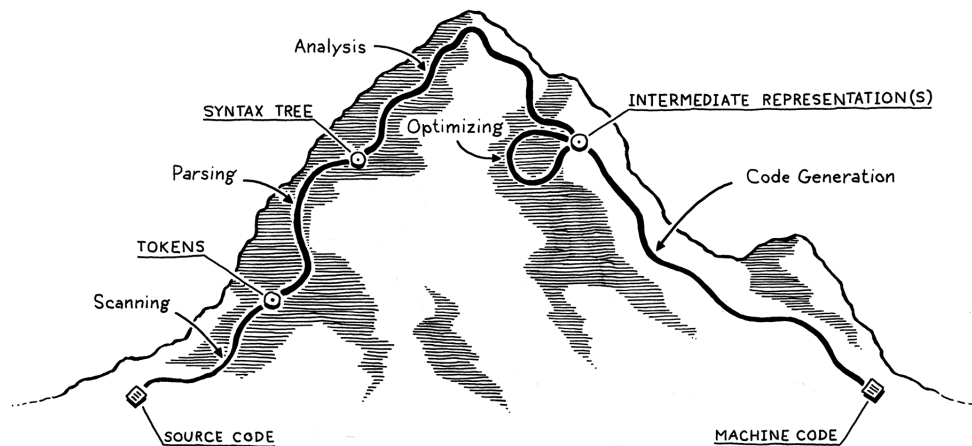 Analysis
SYNTAX TREE
INTERMEDIATE REPRESENTATION(S)
Optimizing
Parsing
Code Generation
TOKENS
Scanning
SOURCE CODE
MACHINE CODE